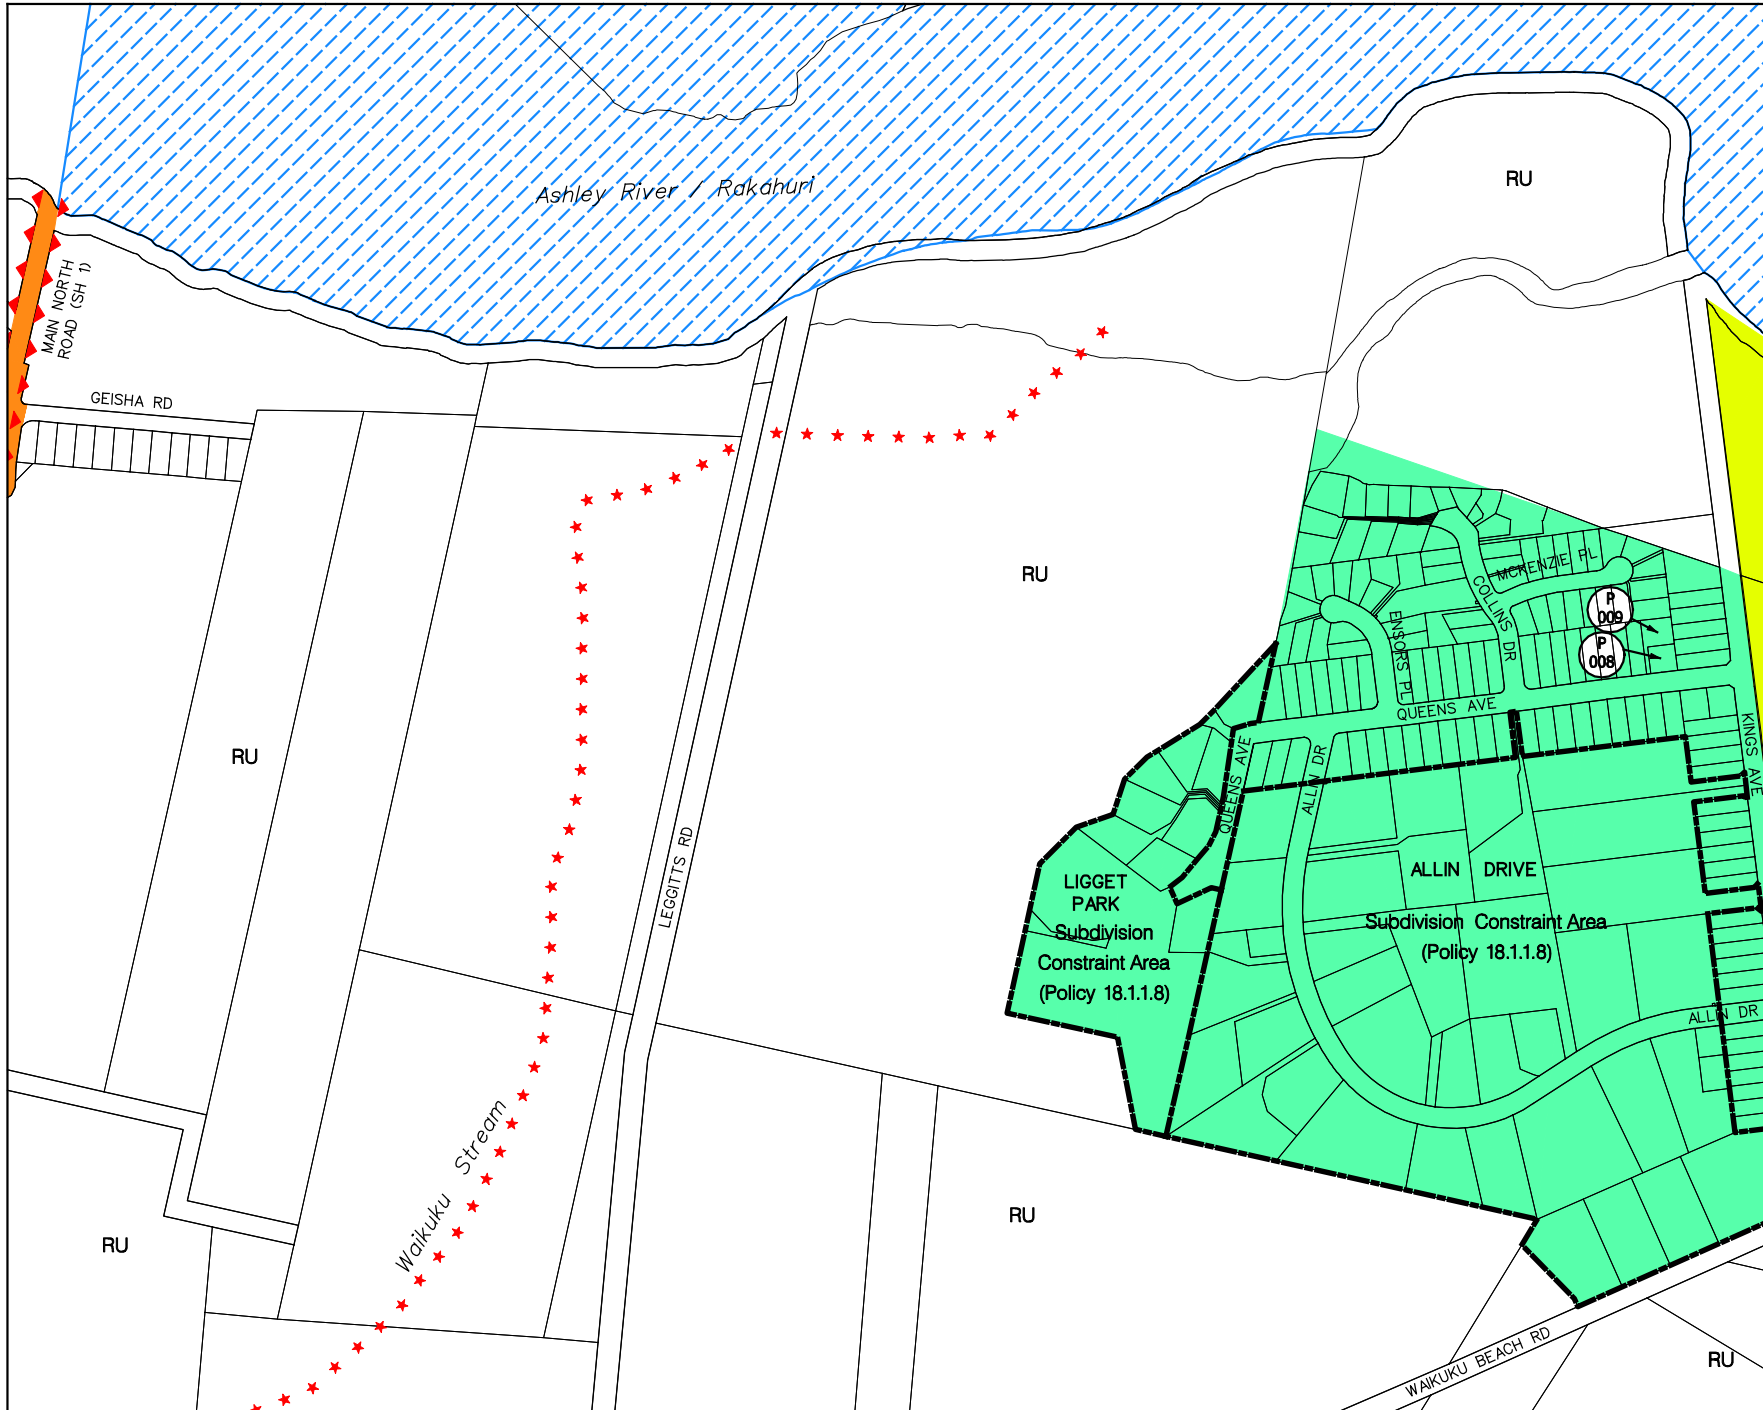 Ashley River / Rakahuri
RU
MAIN NORTH
ROAD (SH 1)
GEISHA RD
RU
MCKENZIE PL
COLLINS DR
P
009
P
008
ENSORS PL
QUEENS AVE
KINGS AVE
QUEENS AVE
ALLIN DR
RU
LEGGITTS RD
ALLIN DRIVE
Subdivision Constraint Area
(Policy 18.1.1.8)
LIGGET
PARK
Subdivision
Constraint Area
(Policy 18.1.1.8)
ALLIN DR
Waikuku Stream
RU
RU
WAIKUKU BEACH RD
RU